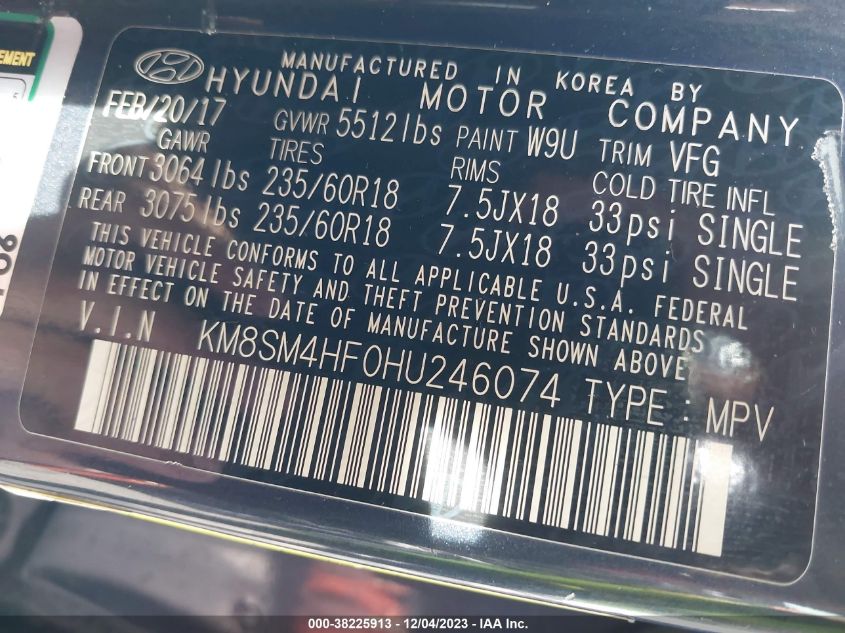 EMENT
MANUFACTURED IN KOREA BY
HYUNDAI MOTOR COMPANY
FEB/20/17 GVWR 5512lbs PAINT W9U TRIM VFG
GAWR TIRES RIMS COLD TIRE INFL
FRONT 3064lbs 235/60R18 7.5JX18 33psi SINGLE
REAR 3075lbs 235/60R18 7.5JX18 33psi SINGLE
THIS VEHICLE CONFORMS TO ALL APPLICABLE U.S.A. FEDERAL
MOTOR VEHICLE SAFETY AND THEFT PREVENTION STANDARDS
IN EFFECT ON THE DATE OF MANUFACTURE SHOWN ABOVE
V.I.N KM8SM4HF0HU246074 TYPE : MPV
000-38225913 - 12/04/2023 - IAA Inc.